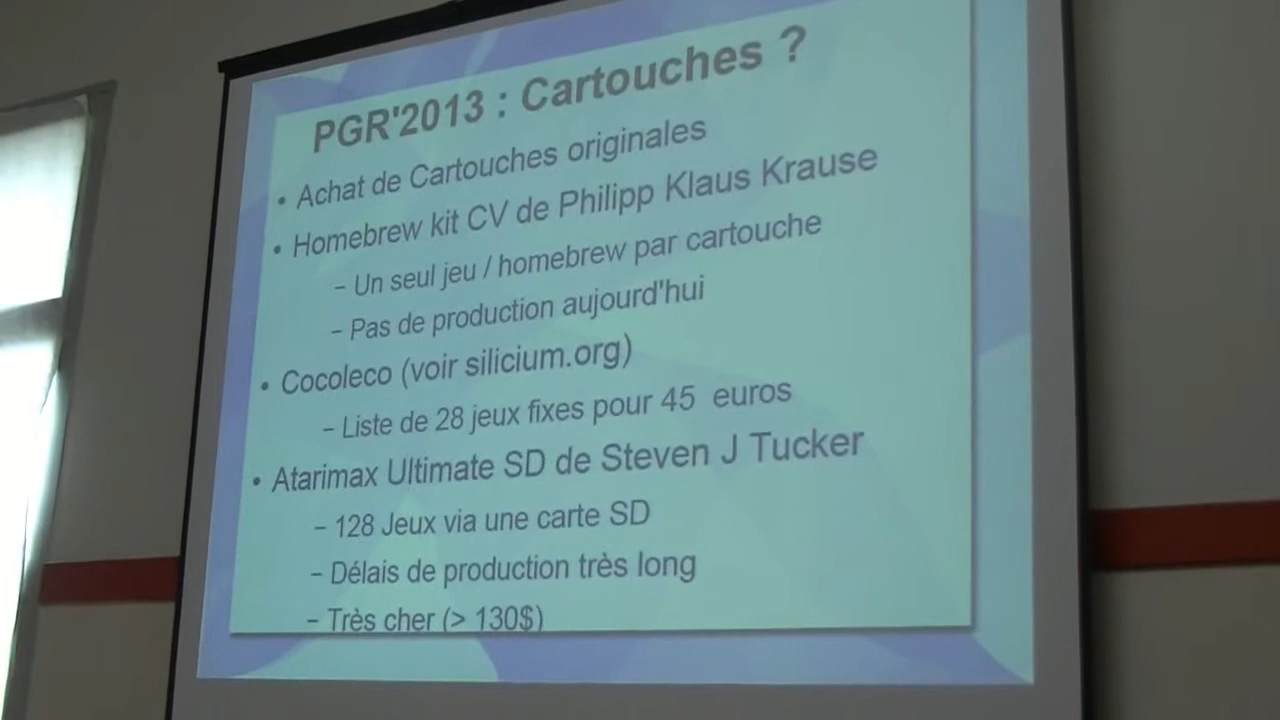 PGR'2013 : Cartouches ?
• Achat de Cartouches originales
• Homebrew kit CV de Philipp Klaus Krause
– Un seul jeu / homebrew par cartouche
– Pas de production aujourd'hui
• Cocoleco (voir silicium.org)
– Liste de 28 jeux fixes pour 45 euros
• Atarimax Ultimate SD de Steven J Tucker
– 128 Jeux via une carte SD
– Délais de production très long
– Très cher (> 130$)